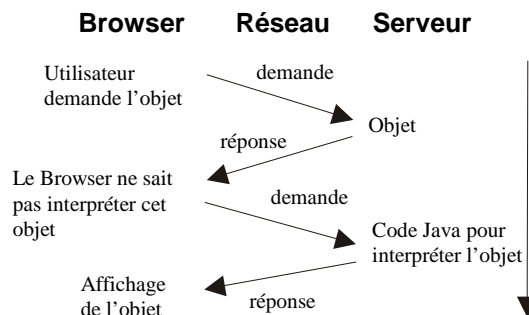 Browser Réseau Serveur
Utilisateur
demande l'objet
demande
Objet
réponse
Le Browser ne sait
pas interpréter cet
objet
demande
Code Java pour
interpréter l'objet
Affichage
de l'objet
réponse